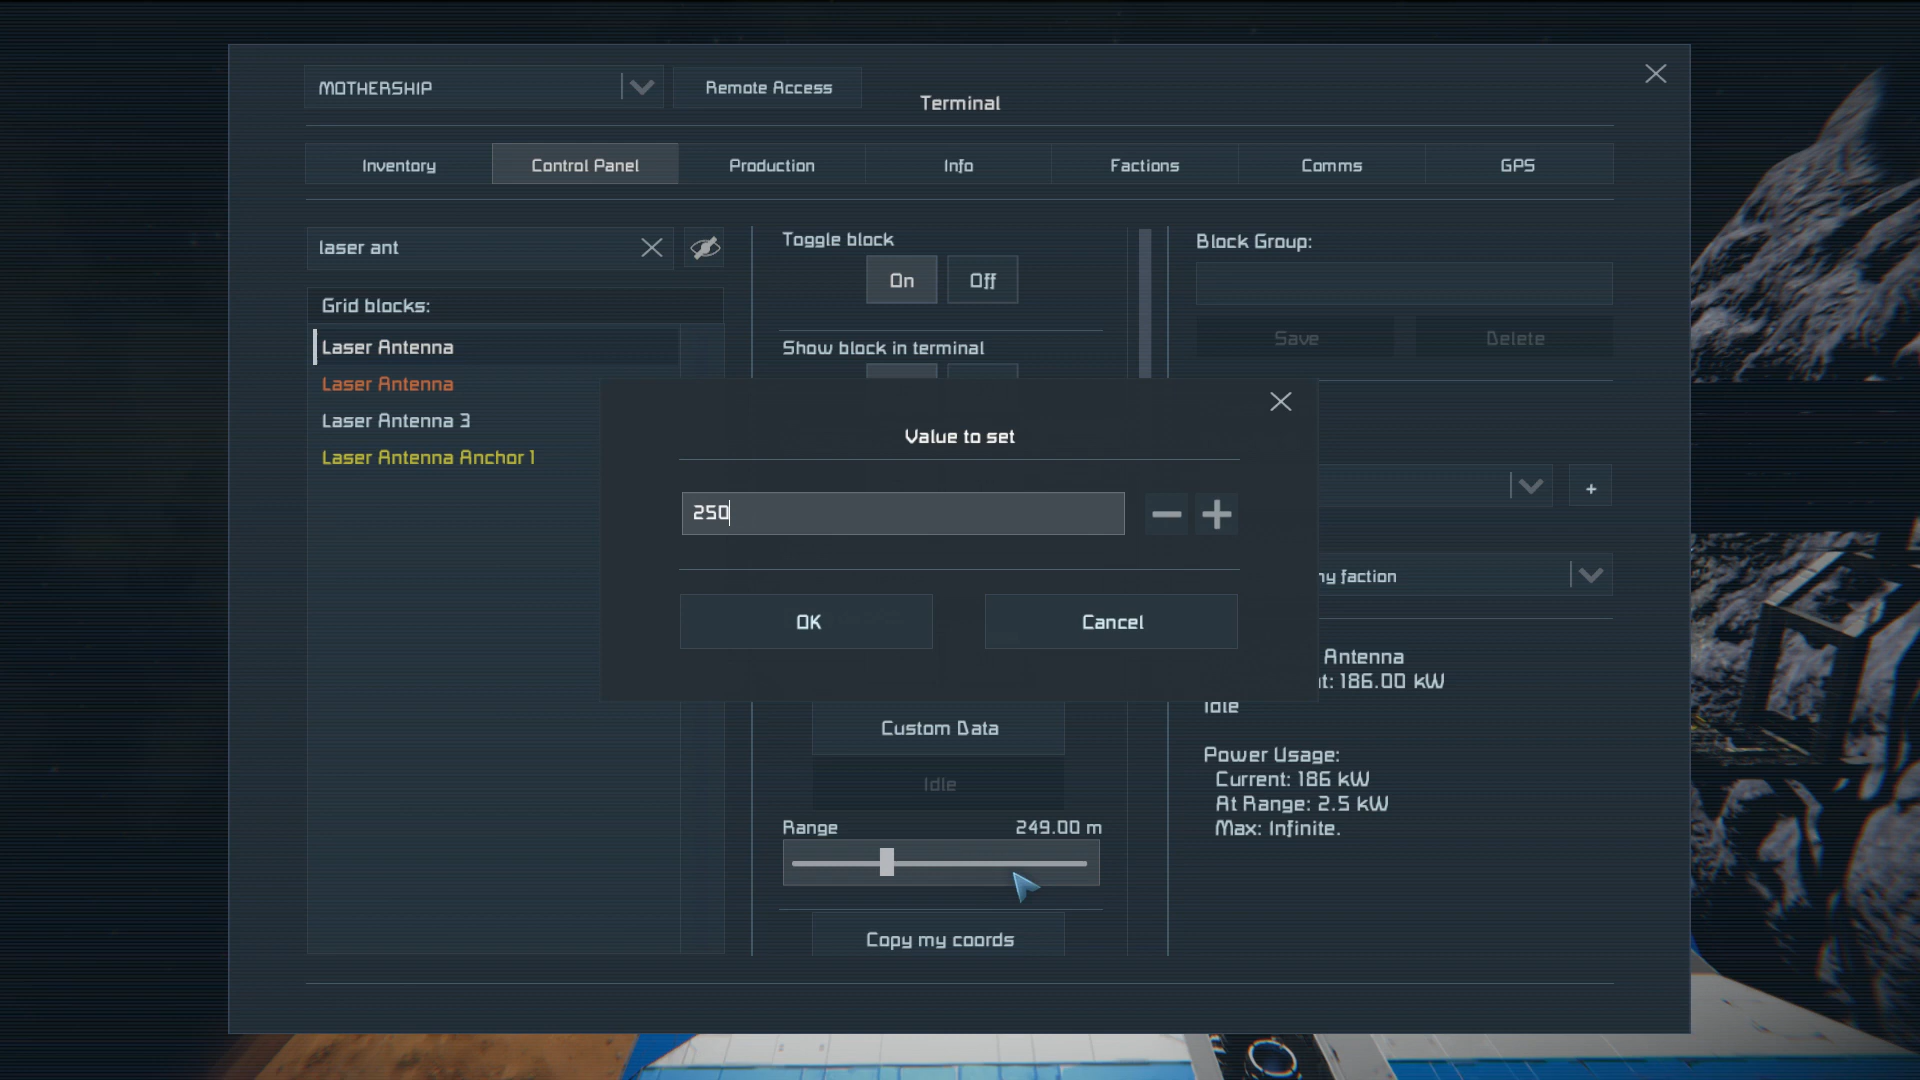 MOTHERSHIP
Remote Access
Terminal
Inventory
Control Panel
Production
Info
Factions
Comms
GPS
laser ant
Grid blocks:
Laser Antenna
Laser Antenna
Laser Antenna 3
Laser Antenna Anchor 1
Toggle block
On
Off
Show block in terminal
Block Group:
Save
Delete
+
Value to set
250
OK
Cancel
faction
Antenna
186.00 kW
Idle
Power Usage:
Current: 186 kW
At Range: 2.5 kW
Max: Infinite.
Custom Data
Idle
Range
249.00 m
Copy my coords